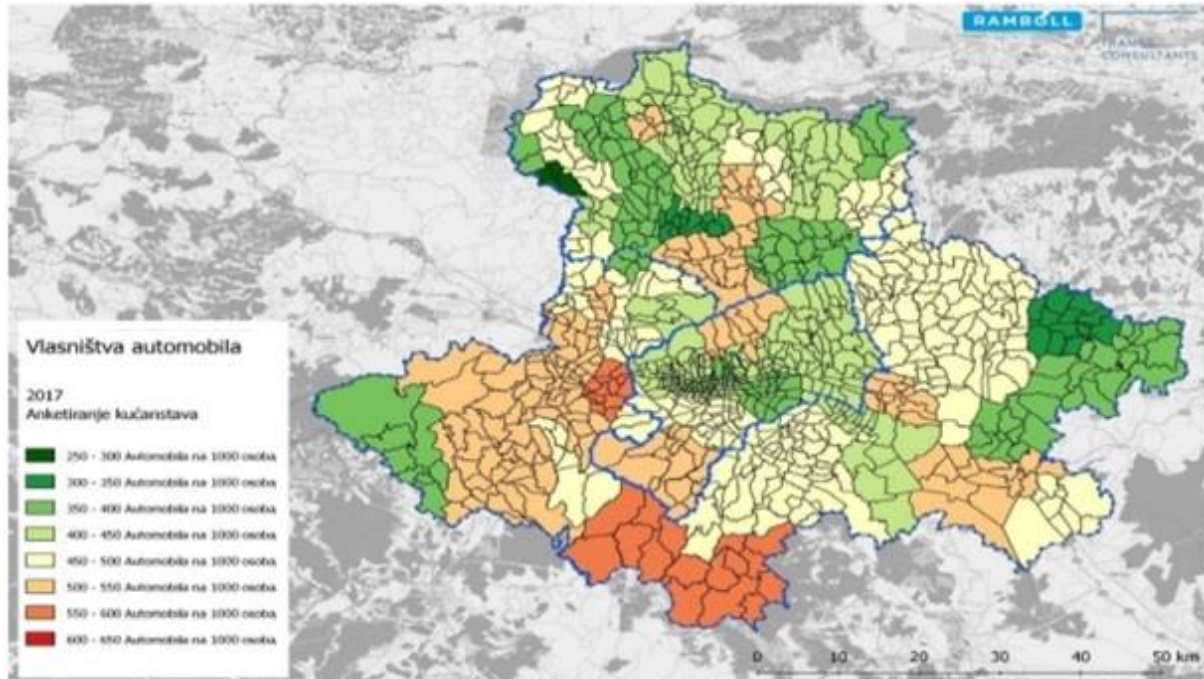 RAMBOLL
CONSULTANTS
Vlasništva automobila
2017
Anketiranje kućanstava
250 - 300 Automobila na 1000 osoba
300 - 350 Automobila na 1000 osoba
350 - 400 Automobila na 1000 osoba
400 - 450 Automobila na 1000 osoba
450 - 500 Automobila na 1000 osoba
500 - 550 Automobila na 1000 osoba
550 - 600 Automobila na 1000 osoba
600 - 650 Automobila na 1000 osoba
0 10 20 30 40 50 km